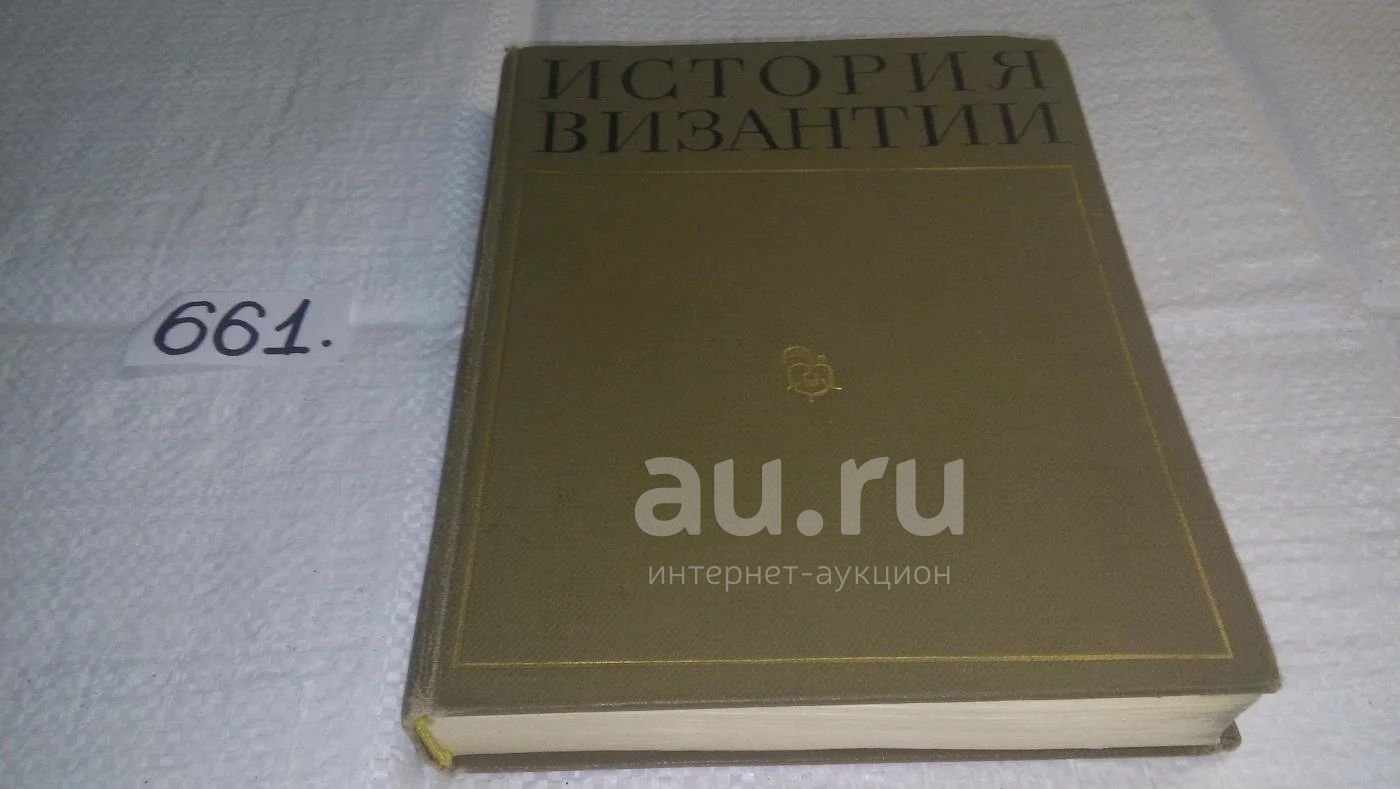 ИСТОРИЯ
ВИЗАНТИИ
661.
au.ru
интернет-аукцион